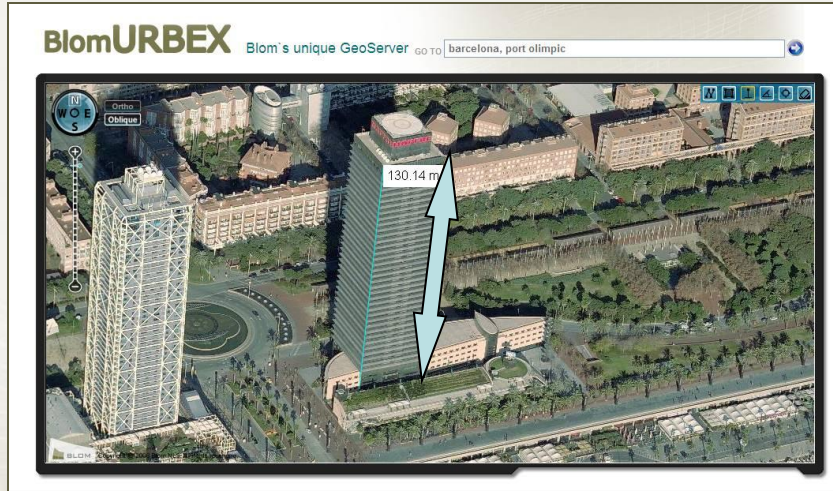 BlomURBEX Blom`s unique GeoServer GO TO barcelona, port olimpic
N
W O E
S
Ortho
Oblique
130.14 m
BLOM